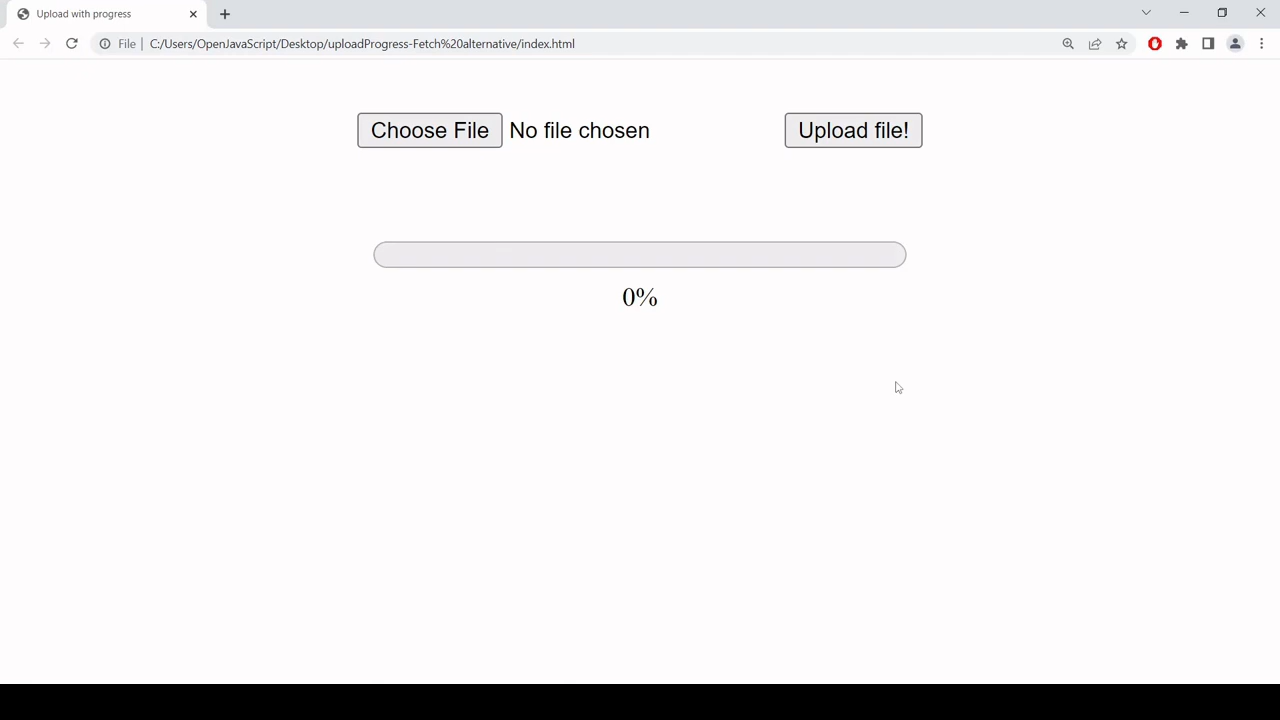 Upload with progress
File | C:/Users/OpenJavaScript/Desktop/uploadProgress-Fetch%20alternative/index.html
Choose File No file chosen Upload file!
0%